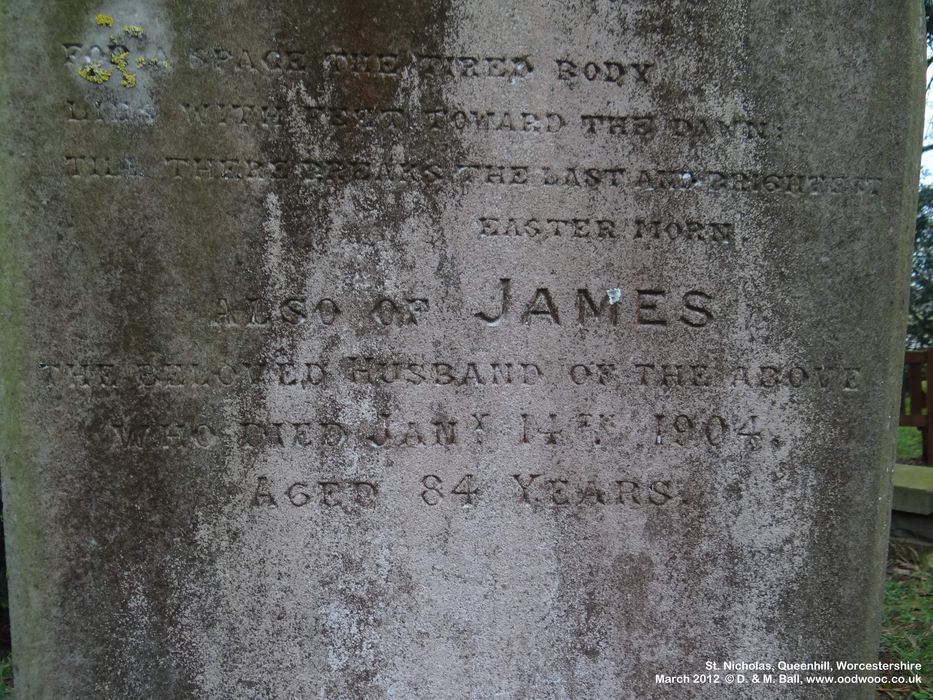 FOR A SPACE THE TIRED BODY
LIES WITH FEET TOWARD THE DAWN;
TILL THERE BREAKS THE LAST AND BRIGHTEST
EASTER MORN.
ALSO OF JAMES
THE BELOVED HUSBAND OF THE ABOVE
WHO DIED JANY 14TH 1904.
AGED 84 YEARS.
St. Nicholas, Queenhill, Worcestershire
March 2012 © D. & M. Ball, www.oodwooc.co.uk